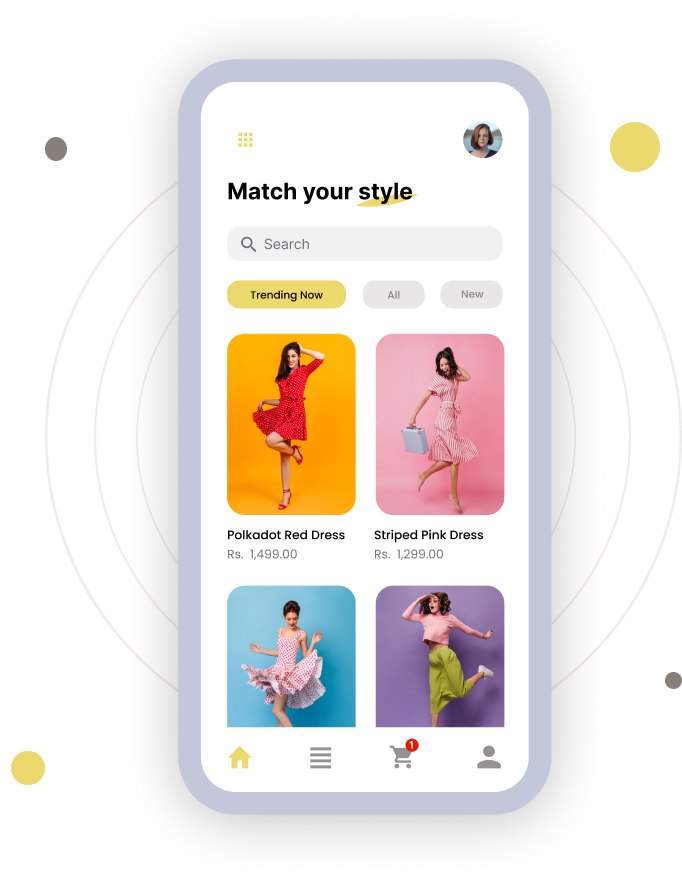 Match your style
Search
Trending Now
All
New
Polkadot Red Dress
Striped Pink Dress
Rs. 1,499.00
Rs. 1,299.00
1